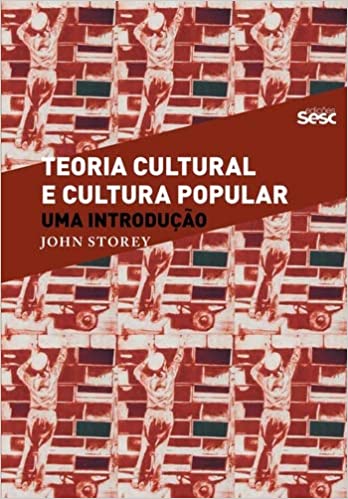 edições
Sesc
TEORIA CULTURAL
E CULTURA POPULAR
UMA INTRODUÇÃO
JOHN STOREY